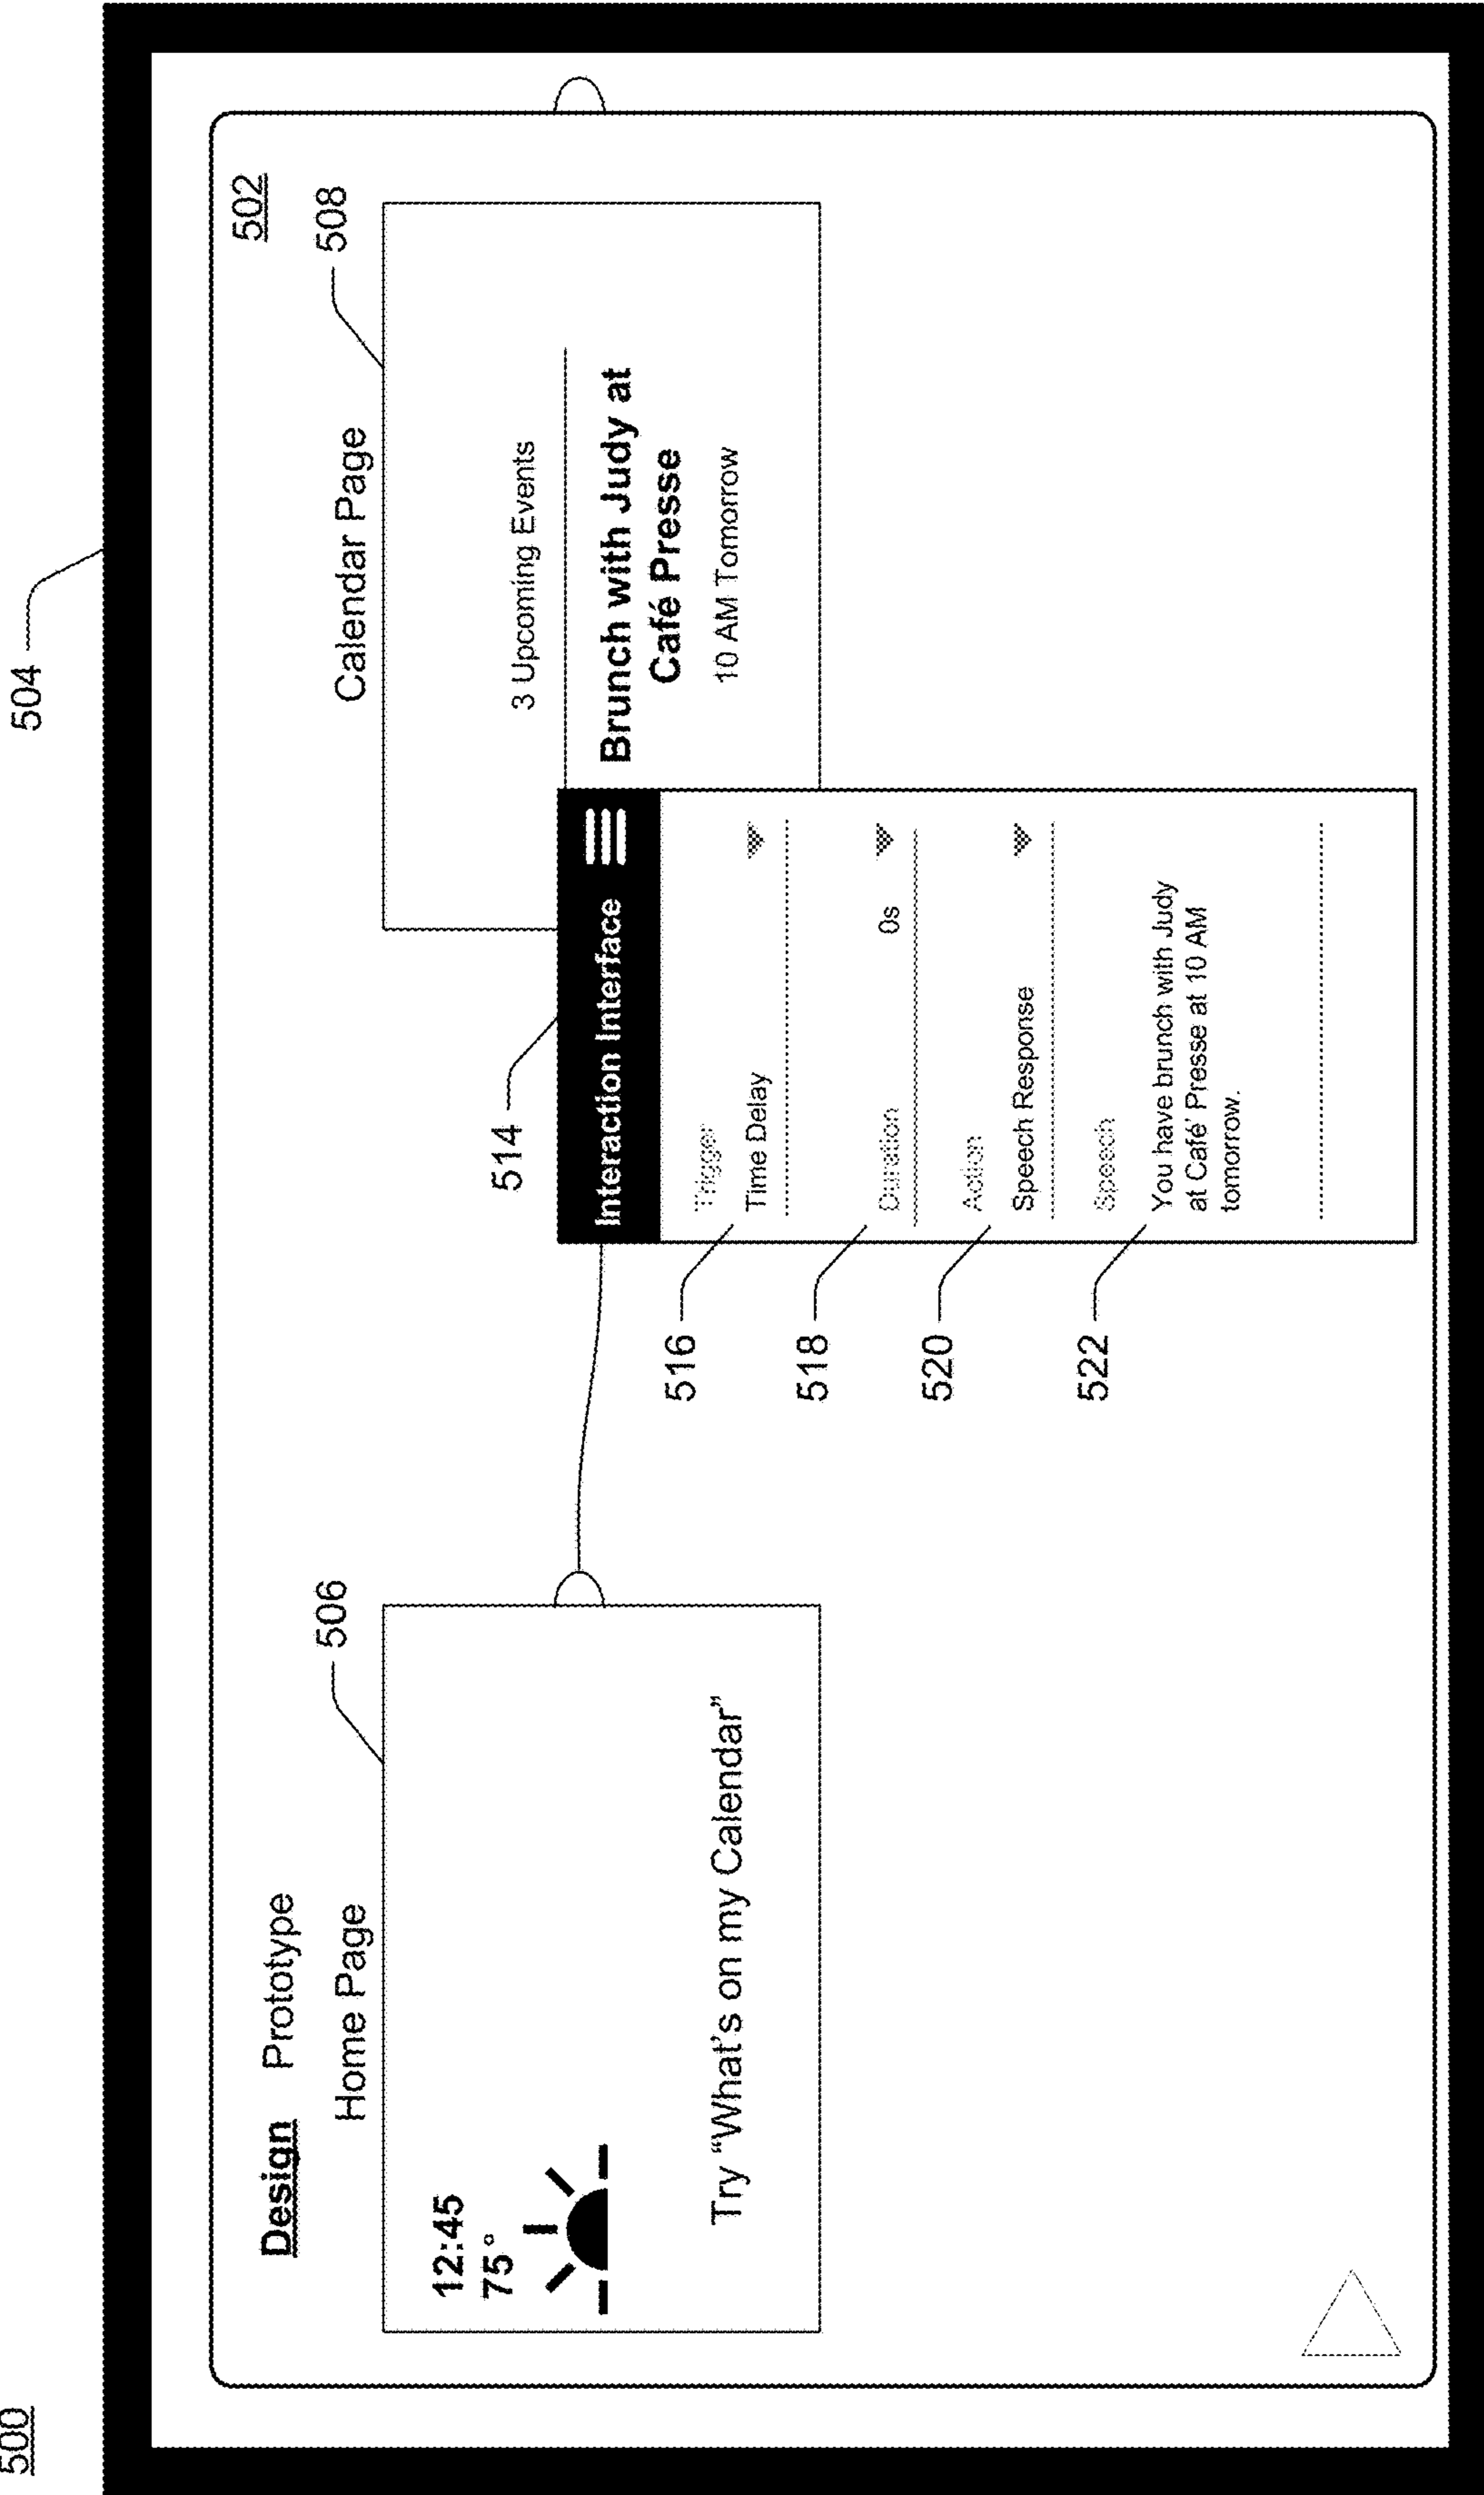 500
504
502
Design Prototype
Home Page
506
12:45
75°
Try “What's on my Calendar”
Calendar Page
508
3 Upcoming Events
Brunch with Judy at
Café Presse
10 AM Tomorrow
514
Interaction Interface
516
Trigger
Time Delay
518
Duration 0s
520
Action
Speech Response
522
Speech
You have brunch with Judy
at Café' Presse at 10 AM
tomorrow.